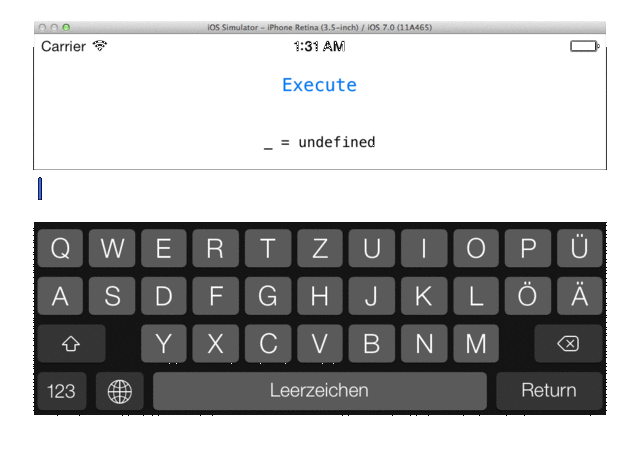 iOS Simulator – iPhone Retina (3.5-inch) / iOS 7.0 (11A465)
Carrier 1:31 AM
Execute
_ = undefined
Q W E R T Z U I O P Ü
A S D F G H J K L Ö Ä
Y X C V B N M
123 Leerzeichen Return